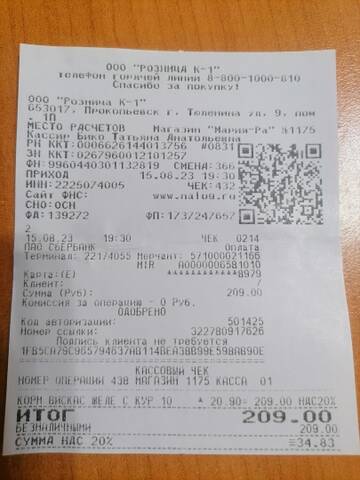 ООО "РОЗНИЦА К-1"
ТЕЛЕФОН ГОРЯЧЕЙ ЛИНИИ 8-800-1000-610
Спасибо за покупку!
ООО "Розница К-1"
653017, Прокопьевск г, Топенина ул, 9, пом
. 1П
МЕСТО РАСЧЕТОВ Магазин "Мария-Ра" №1175
Кассир Бико Татьяна Анатольевна
РН ККТ:0006626144013756 #0831
ЗН ККТ:0267960012101257
ФН:9960440301132819 СМЕНА:366
ПРИХОД 15.08.23 19:30
ИНН:2225074005 ЧЕК:432
Сайт ФНС: www.nalog.ru
СНО:ОСН
ФД:139272 ФП:1737247657
2
15.08.23 19:30 ЧЕК 0214
ПАО СБЕРБАНК Оплата
Терминал: 22174055 Мерчант: 571000021166
MIR A0000006581010
Карта:(E) ************8979
Клиент: /
Сумма (Руб): 209.00
Комиссия за операцию - 0 Руб.
ОДОБРЕНО
Код авторизации: 501425
Номер ссылки: 322780917626
Подпись клиента не требуется
КАССОВЫЙ ЧЕК
НОМЕР ОПЕРАЦИИ 438 МАГАЗИН 1175 КАССА 01
КОРМ ВИСКАС ЖЕЛЕ С КУР 10 * 20.90= 209.00 НДС20%
ИТОГ 209.00
БЕЗНАЛИЧНЫМИ 209.00
СУММА НДС 20% =34.83